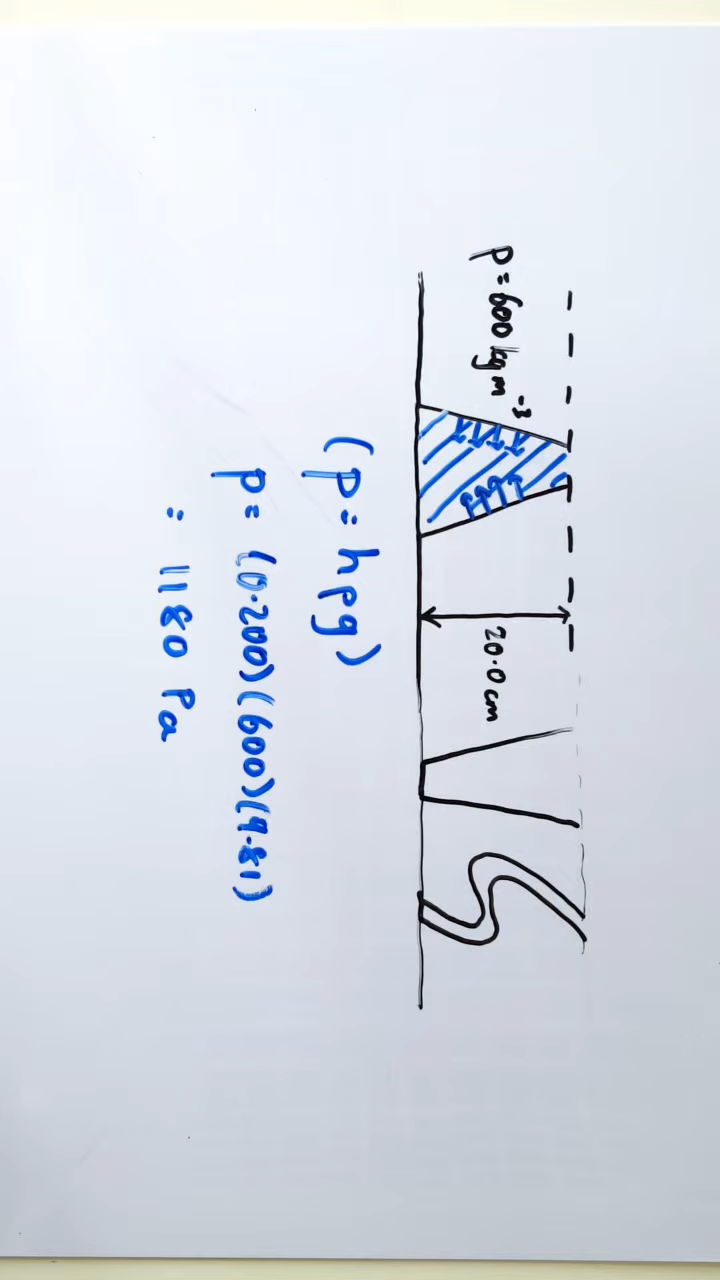 ρ = 600 kg m⁻³
20.0 cm
(p = hρg)
p = (0.200)(600)(9.81)
= 1180 Pa